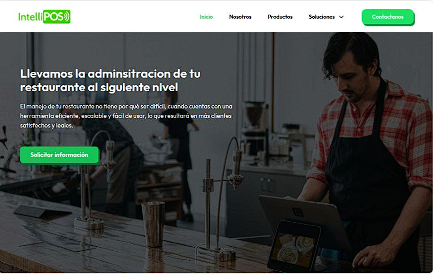 IntelliPOS
Inicio Nosotros Productos Soluciones Contáctanos
Llevamos la adminsitracion de tu
restaurante al siguiente nivel
El manejo de tu restaurante no tiene por qué ser difícil, cuando cuentas con una
herramienta eficiente, escalable y fácil de usar, lo que resultará en más clientes
satisfechos y leales.
Solicitar información